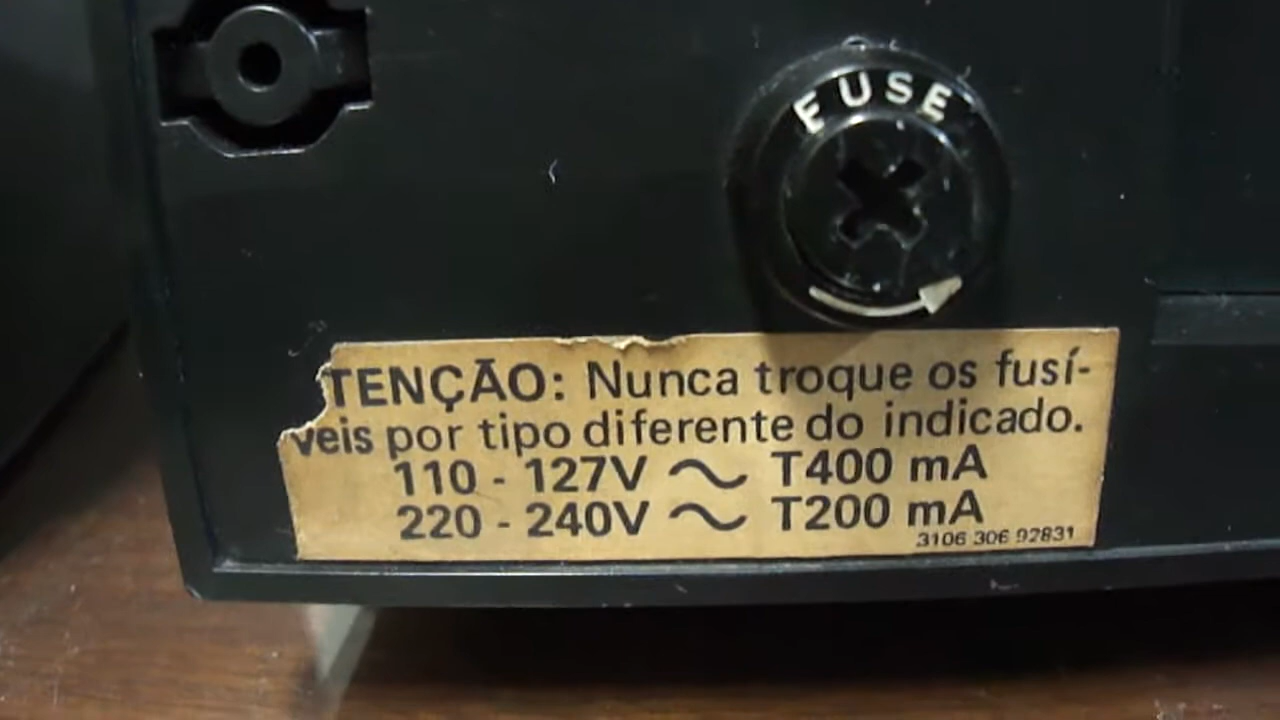 FUSE
TENÇÃO: Nunca troque os fusí-
veis por tipo diferente do indicado.
110 - 127V ~ T400 mA
220 - 240V ~ T200 mA
3106 306 92831